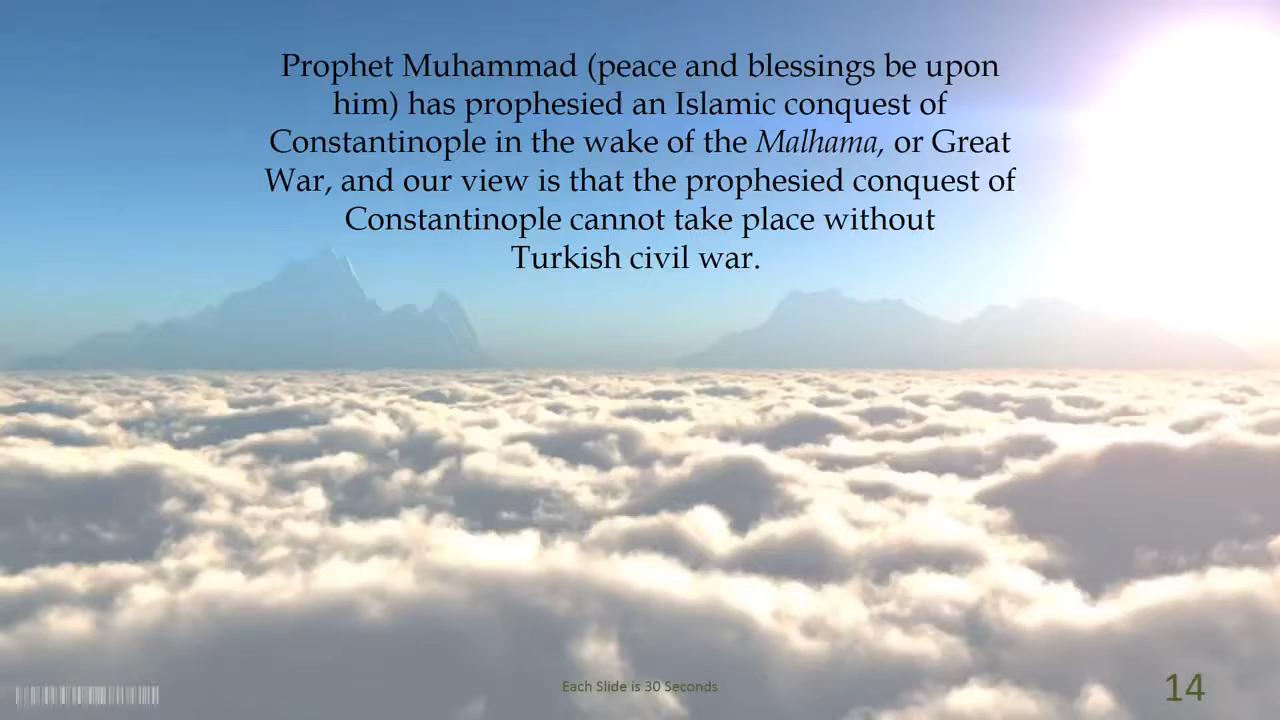 Prophet Muhammad (peace and blessings be upon
him) has prophesied an Islamic conquest of
Constantinople in the wake of the Malhama, or Great
War, and our view is that the prophesied conquest of
Constantinople cannot take place without
Turkish civil war.
Each Slide is 30 Seconds
14